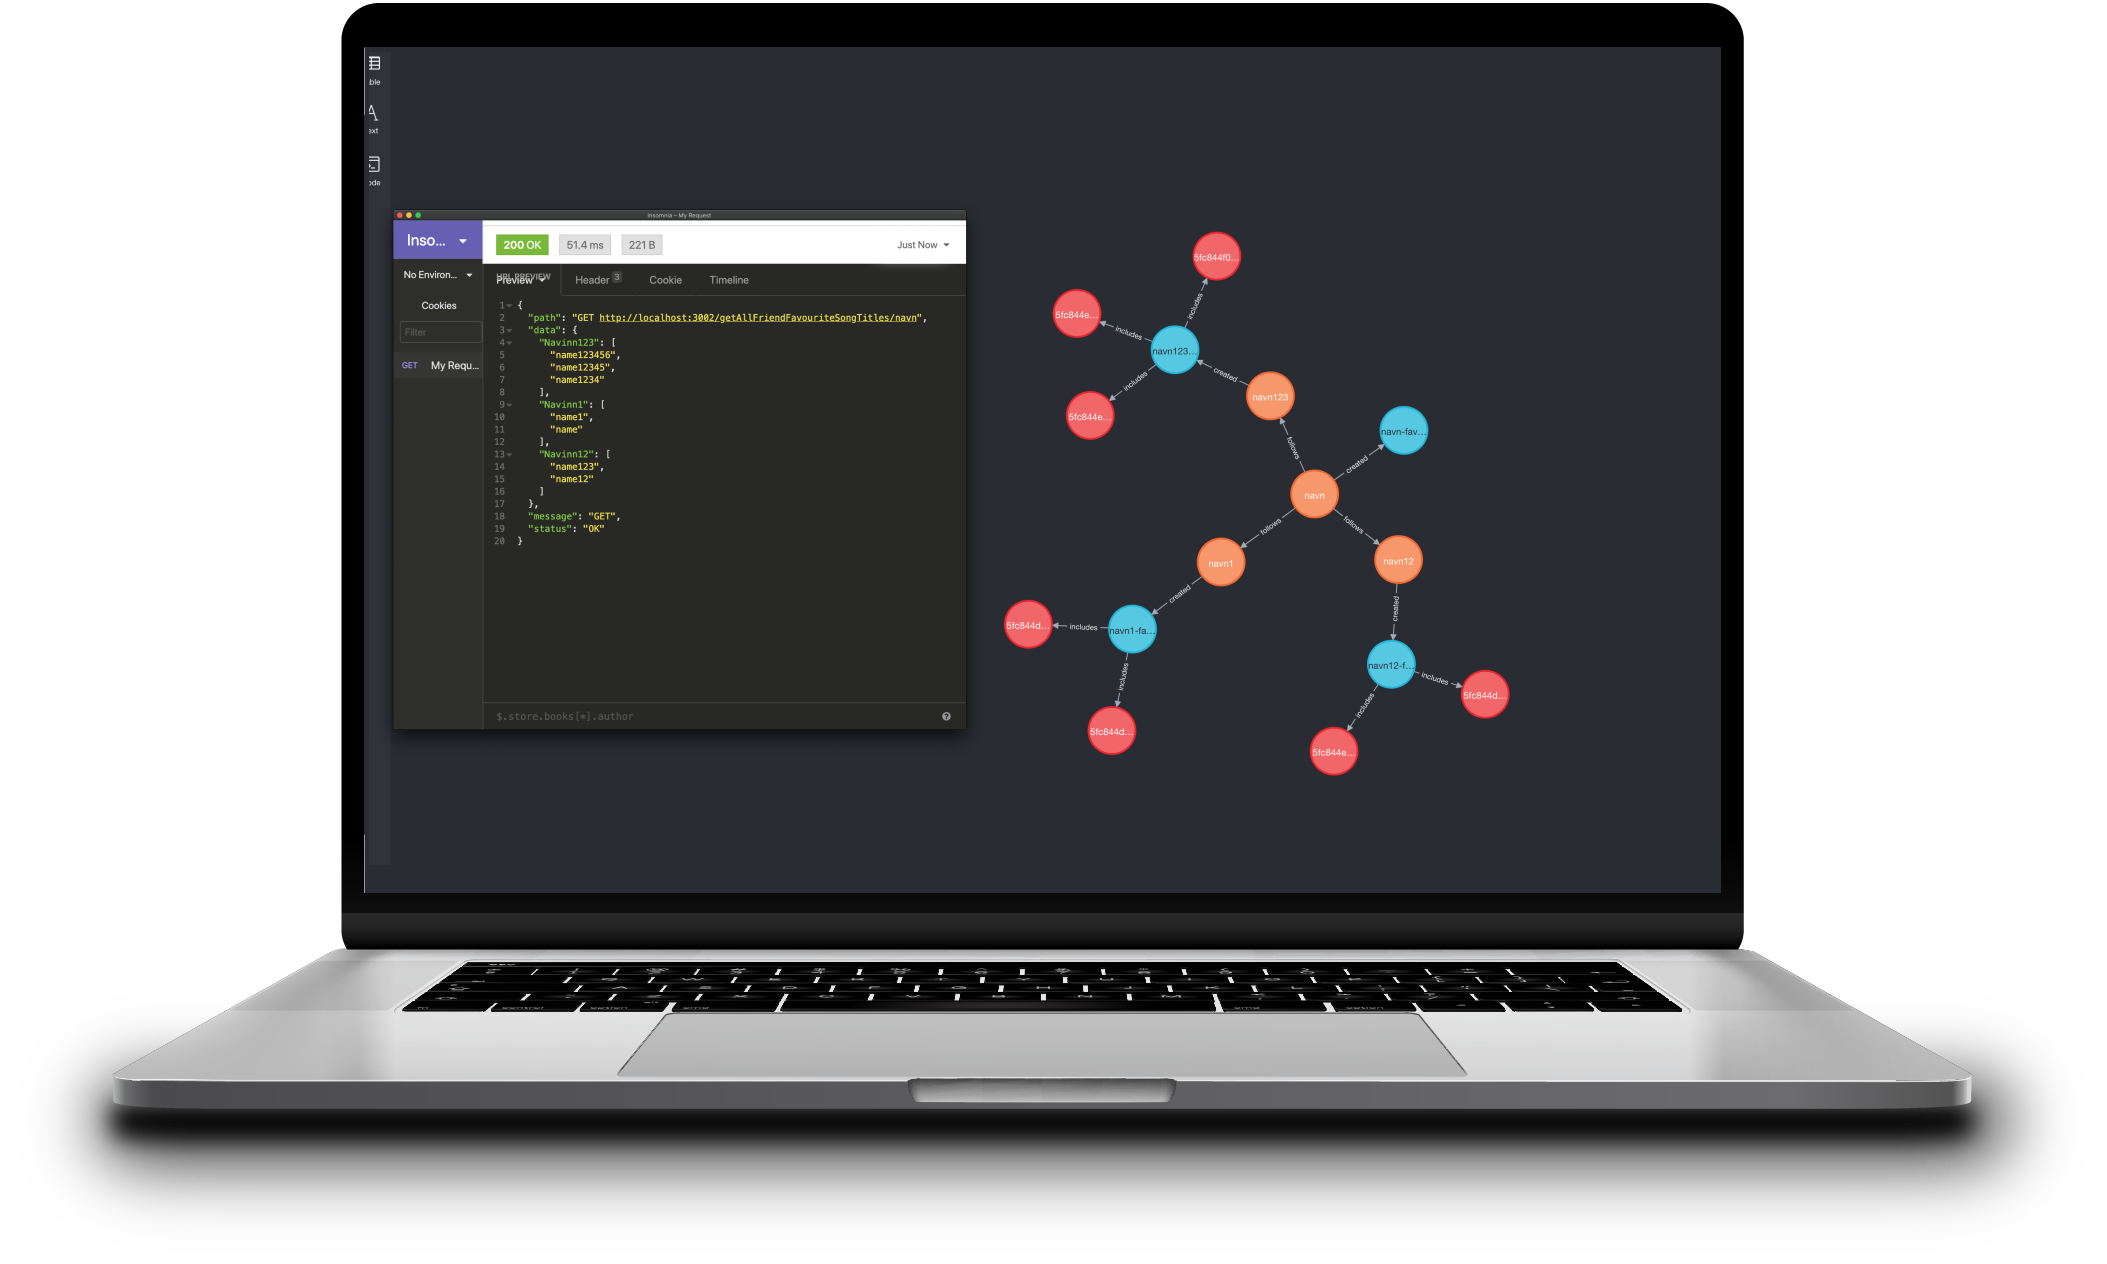 ble
ext
ode
Insomnia – My Request
Inso...
200 OK
51.4 ms
221 B
Just Now
No Environ...
URL PREVIEW
Preview
Header 3
Cookie
Timeline
Cookies
Filter
GET My Requ...
1 {
2 "path": "GET http://localhost:3002/getAllFriendFavouriteSongTitles/navn",
3 "data": {
4 "Navinn123": [
5 "name123456",
6 "name12345",
7 "name1234"
8 ],
9 "Navinn1": [
10 "name1",
11 "name"
12 ],
13 "Navinn12": [
14 "name123",
15 "name12"
16 ]
17 },
18 "message": "GET",
19 "status": "OK"
20 }
$.store.books[*].author
5fc844f0...
includes
5fc844e...
includes
navn123...
includes
5fc844e...
created
navn123
follows
navn-fav...
created
navn
follows
follows
navn1
navn12
created
created
5fc844d...
includes
navn1-fa...
includes
5fc844d...
navn12-f...
includes
5fc844d...
includes
5fc844e...